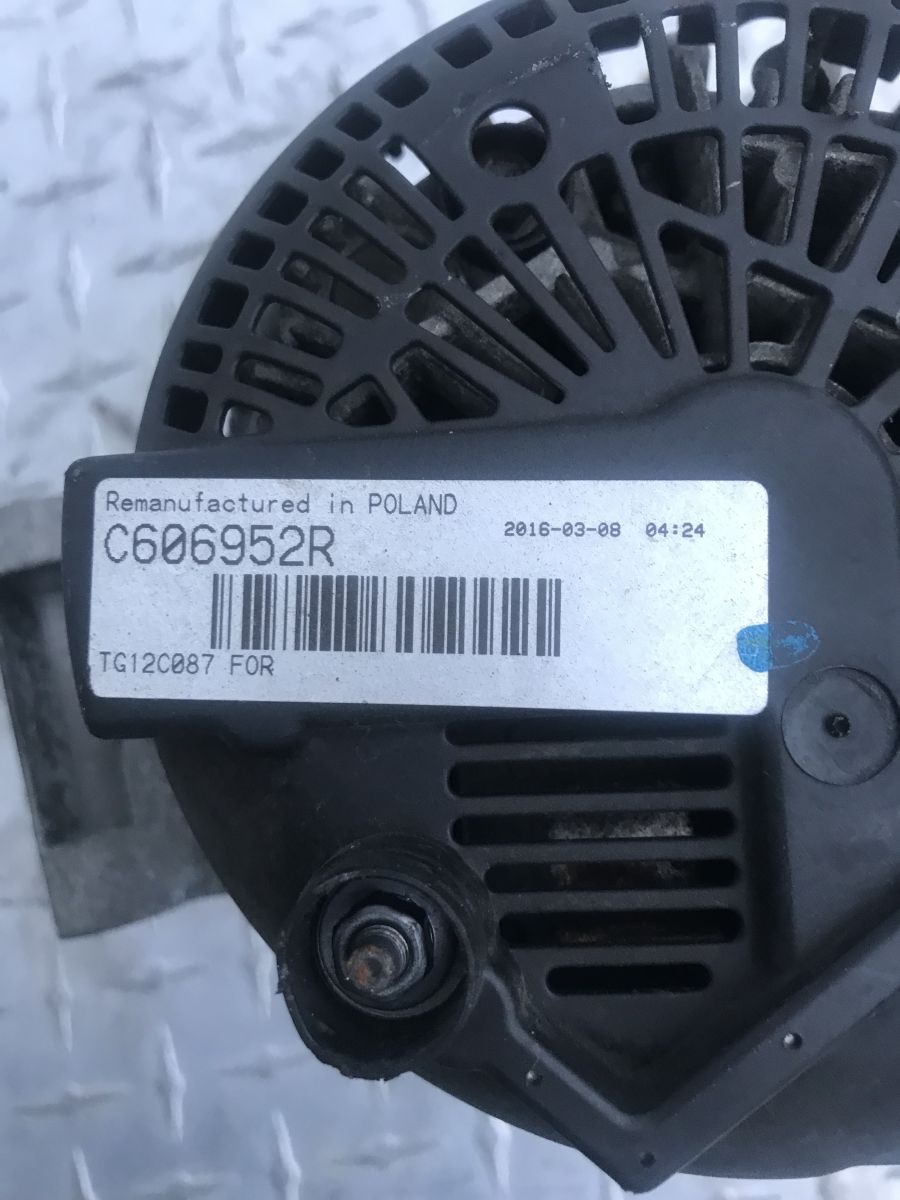 Remanufactured in POLAND
C606952R 2016-03-08 04:24
TG12C087 FOR